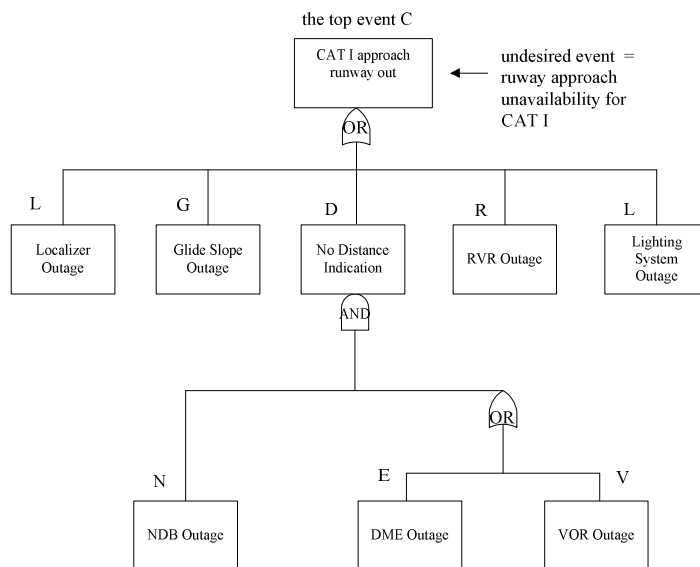 the top event C
CAT I approach
runway out
undesired event =
ruway approach
unavailability for
CAT I
OR
L
G
D
R
L
Localizer
Outage
Glide Slope
Outage
No Distance
Indication
RVR Outage
Lighting
System
Outage
AND
OR
N
E
V
NDB Outage
DME Outage
VOR Outage